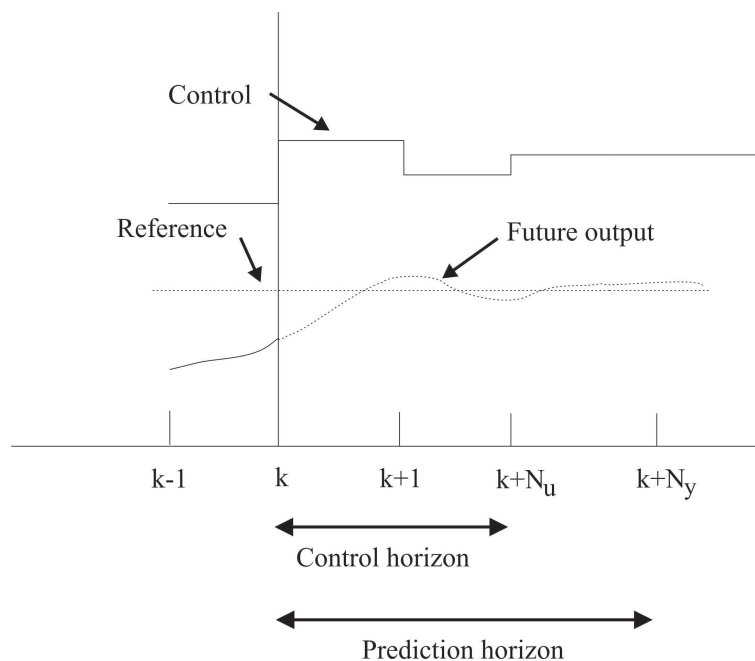 Control
Reference
Future output
k-1
k
k+1
k+Nu
k+Ny
Control horizon
Prediction horizon